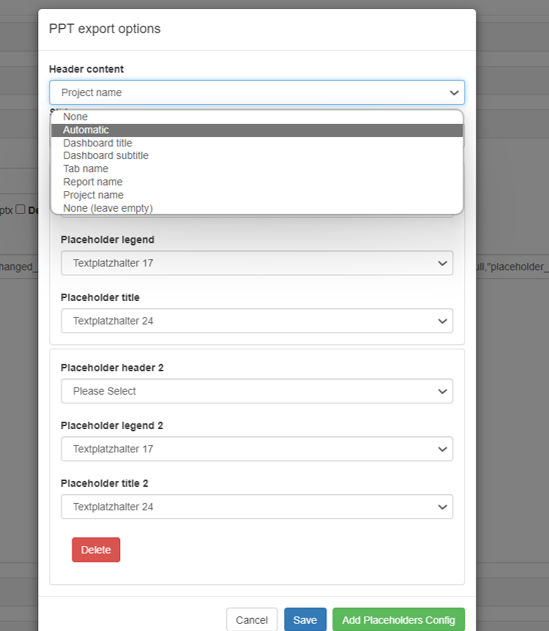 PPT export options
Header content
Project name
None
Automatic
Dashboard title
Dashboard subtitle
Tab name
Report name
Project name
None (leave empty)
ptx
hanged_
ull,"placeholder_
Placeholder legend
Textplatzhalter 17
Placeholder title
Textplatzhalter 24
Placeholder header 2
Please Select
Placeholder legend 2
Textplatzhalter 17
Placeholder title 2
Textplatzhalter 24
Delete
Cancel
Save
Add Placeholders Config